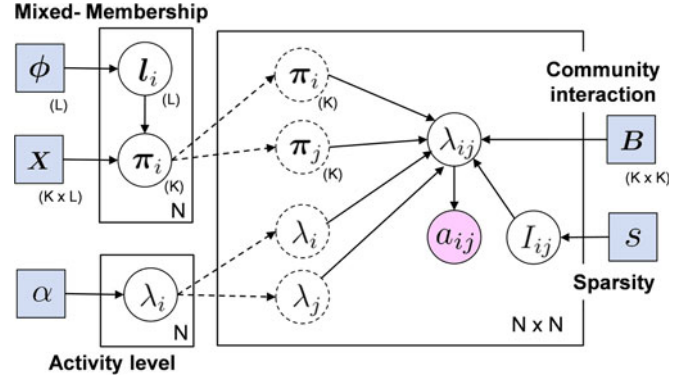 Mixed- Membership
ϕ
(L)
l_i
(L)
X
(K x L)
π_i
(K)
N
α
λ_i
N
Activity level
π_i
(K)
π_j
(K)
λ_i
λ_j
λ_ij
a_ij
I_ij
N x N
Community
interaction
B
(K x K)
s
Sparsity